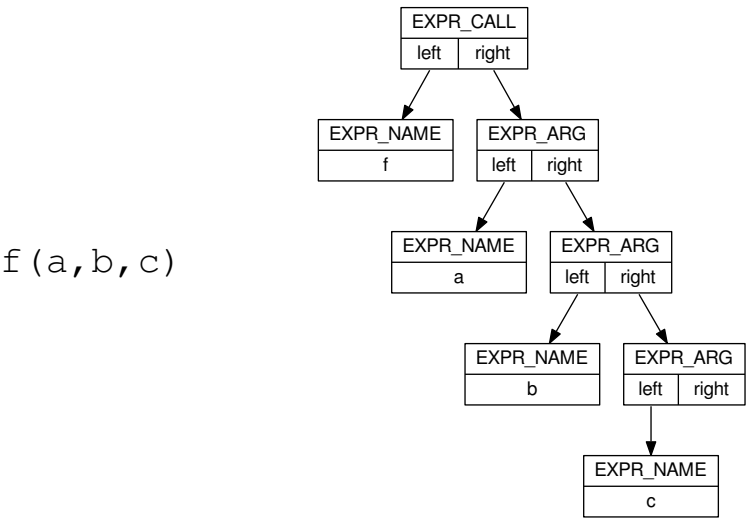 EXPR_CALL
left right
EXPR_NAME
f
EXPR_ARG
left right
f(a,b,c)
EXPR_NAME
a
EXPR_ARG
left right
EXPR_NAME
b
EXPR_ARG
left right
EXPR_NAME
c